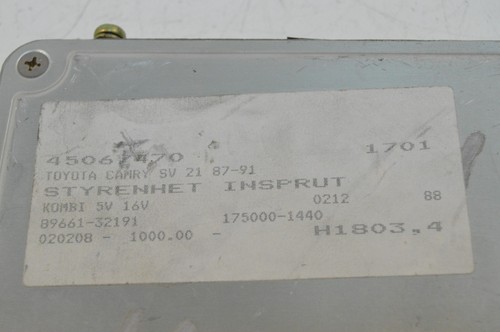 1701
TOYOTA CAMRY SV 21 87-91
STYRENHET INSPRUT
KOMBI 5V 16V 0212 88
89661-32191 175000-1440
020208 - 1000.00 - H1803,4